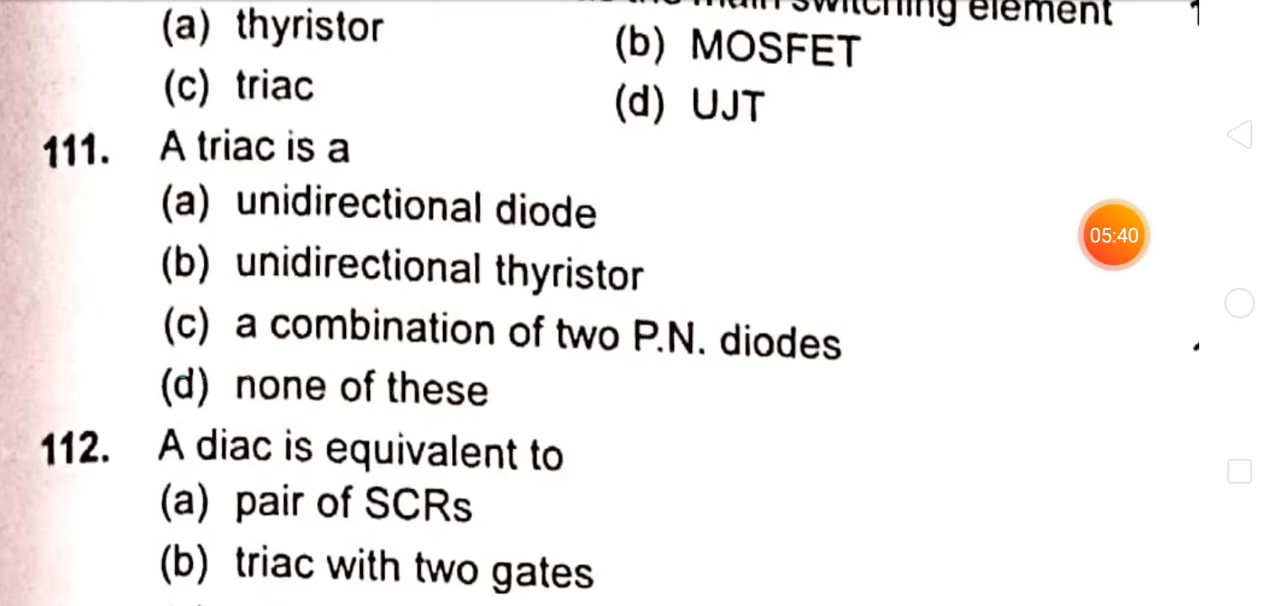 switching element
(a) thyristor
(b) MOSFET
(c) triac
(d) UJT
111. A triac is a
(a) unidirectional diode
(b) unidirectional thyristor
(c) a combination of two P.N. diodes
(d) none of these
112. A diac is equivalent to
(a) pair of SCRs
(b) triac with two gates
05:40